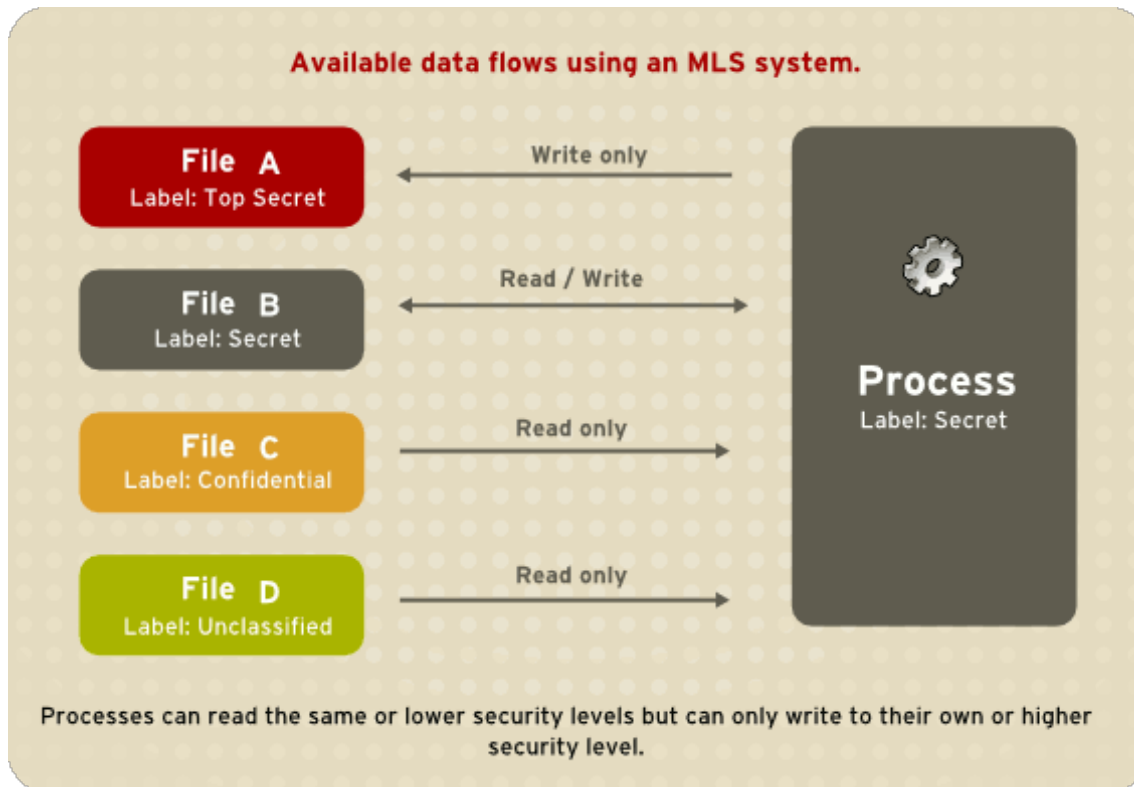 Available data flows using an MLS system.
File A
Label: Top Secret
Write only
File B
Label: Secret
Read / Write
File C
Label: Confidential
Read only
File D
Label: Unclassified
Read only
Process
Label: Secret
Processes can read the same or lower security levels but can only write to their own or higher
security level.